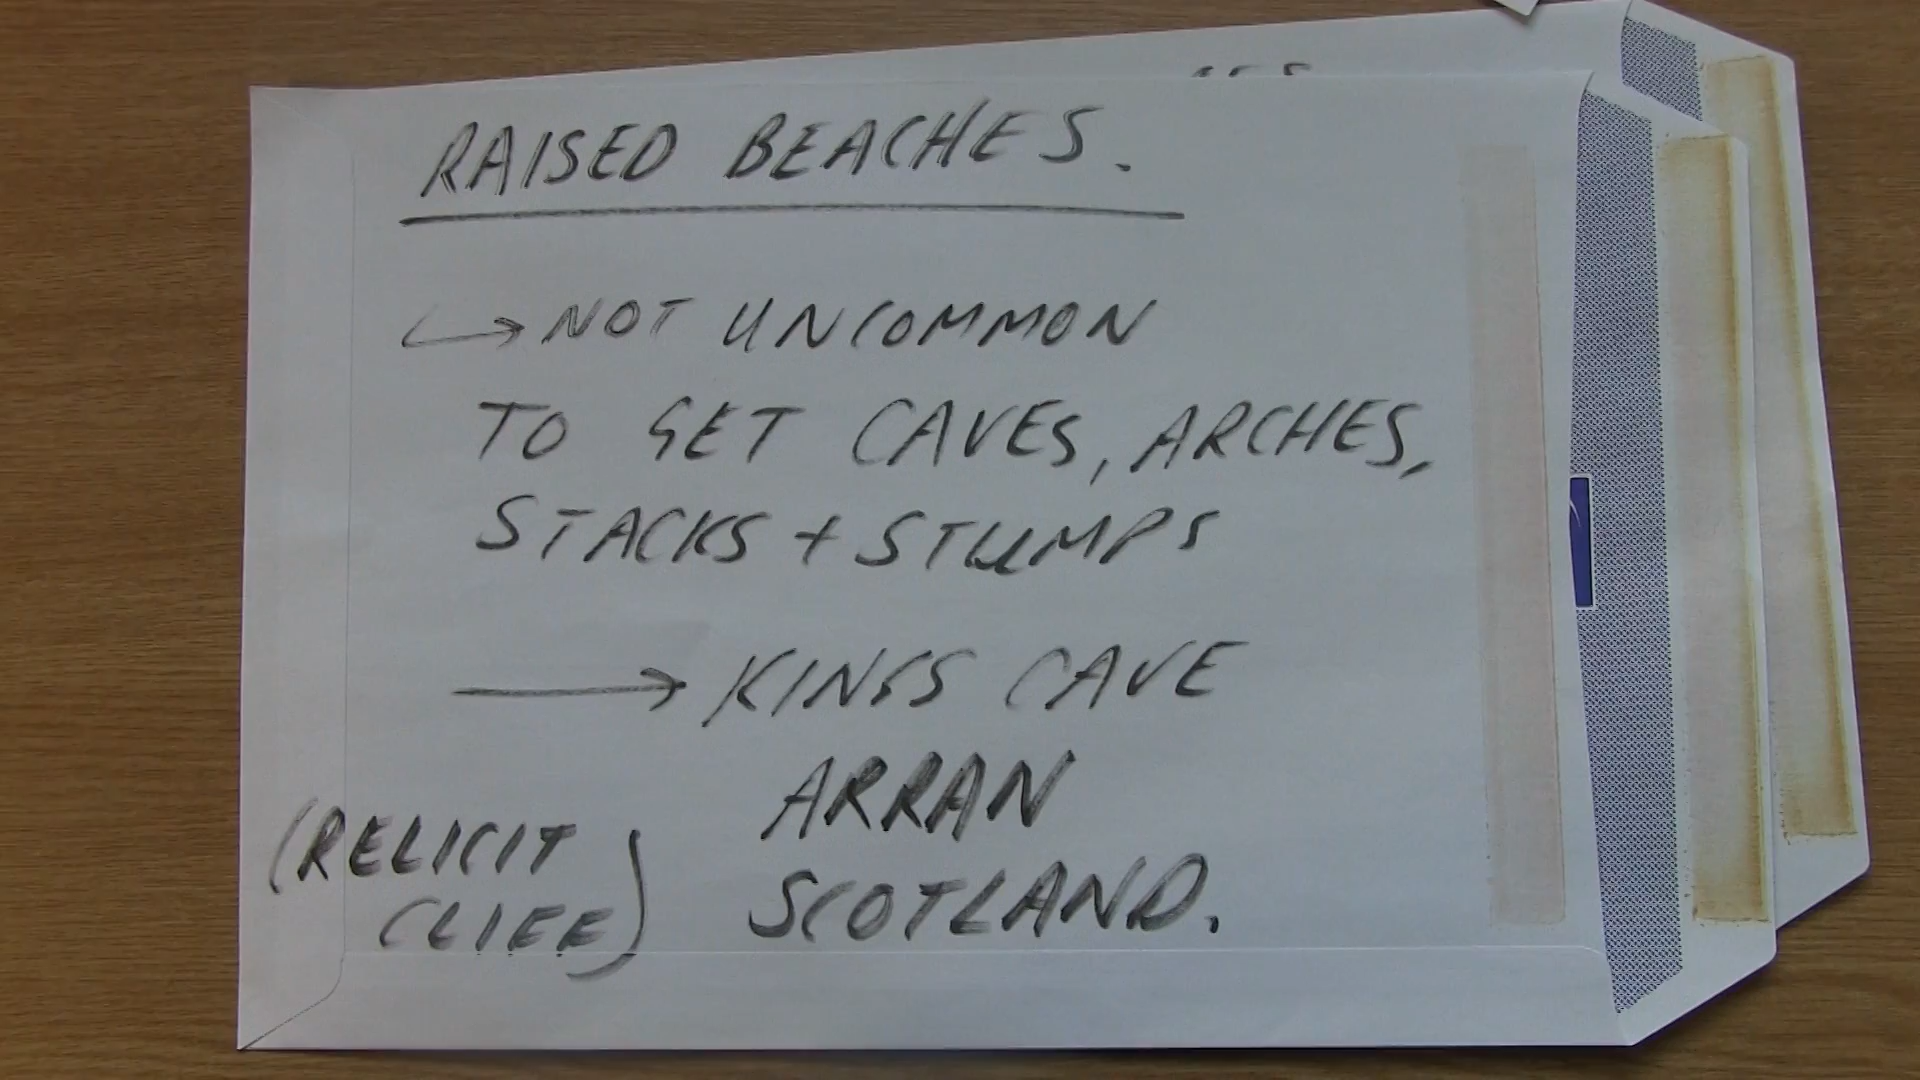 RAISED BEACHES.
↳ NOT UNCOMMON
TO GET CAVES, ARCHES,
STACKS + STUMPS
→ KINGS CAVE
ARRAN
SCOTLAND.
(RELICIT
CLIFF)